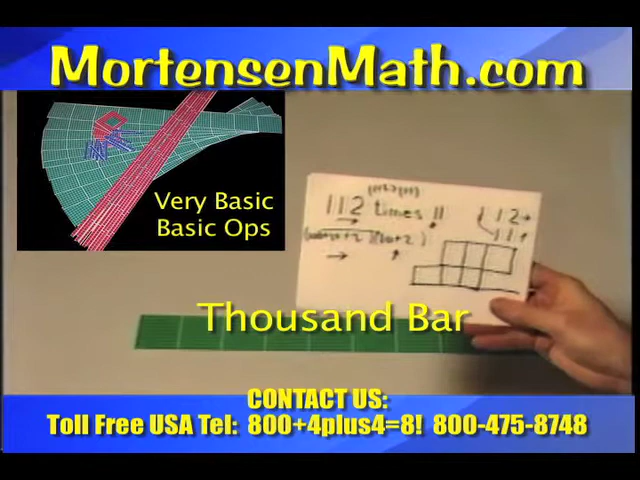 MortensenMath.com
Very Basic
Basic Ops
112 times 11
112
11
Thousand Bar
CONTACT US:
Toll Free USA Tel: 800+4plus4=8! 800-475-8748